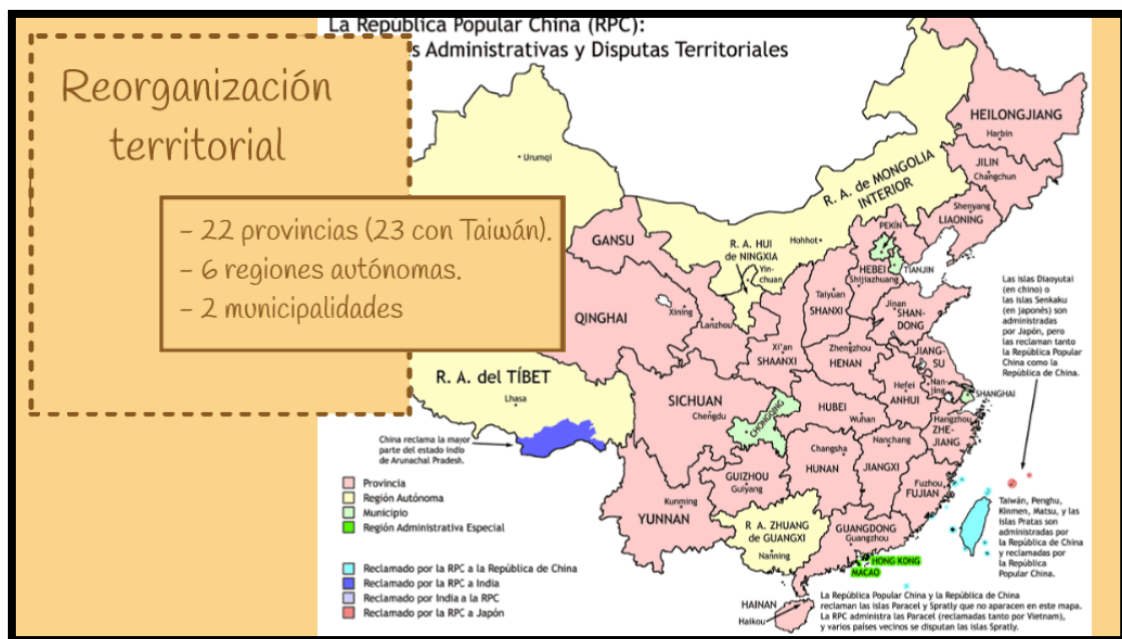 La República Popular China (RPC):
s Administrativas y Disputas Territoriales
Reorganización
territorial
- 22 provincias (23 con Taiwán).
- 6 regiones autónomas.
- 2 municipalidades
Urumqi
HEILONGJIANG
Harbin
JILIN
Changchun
R. A. de MONGOLIA
INTERIOR
Shenyang
LIAONING
PEKÍN
GANSU
R. A. HUI
de NINGXIA
Hohhot
Yin-
chuan
HEBEI
TIANJIN
Shijiazhuang
Taiyüan
SHANXI
Jinan
SHAN-
DONG
QINGHAI
Xining
Lanzhou
Xi'an
SHAANXI
Zhengzhou
HENAN
JIANG-
SU
Nan-
jing
Hefei
ANHUI
SHANGHAI
R. A. del TÍBET
Lhasa
SICHUAN
Chengdu
CHONGQING
HUBEI
Wuhan
Hangzhou
ZHE-
JIANG
Changsha
HUNAN
Nanchang
JIANGXI
GUIZHOU
Guiyang
Fuzhou
FUJIAN
Kunming
YUNNAN
R A. ZHUANG
de GUANGXI
Nanning
GUANGDONG
Guangzhou
HONG KONG
MACAO
HAINAN
Haikou
Las islas Diaoyutai
(en chino) o
las islas Senkaku
(en japonés) son
administradas
por Japón, pero
las reclaman tanto
la República Popular
China como la
República de China.
China reclama la mayor
parte del estado indio
de Arunachal Pradesh.
Provincia
Región Autónoma
Municipio
Región Administrativa Especial
Reclamado por la RPC a la República de China
Reclamado por la RPC a India
Reclamado por India a la RPC
Reclamado por la RPC a Japón
Taiwán, Penghu,
Kinmen, Matsu, y las
Islas Pratas son
administradas por
la República de China
y reclamadas por
la República
Popular China.
La República Popular China y la República de China
reclaman las islas Paracel y Spratly que no aparecen en este mapa.
La RPC administra las Paracel (reclamadas tanto por Vietnam),
y varios países vecinos se disputan las islas Spratly.